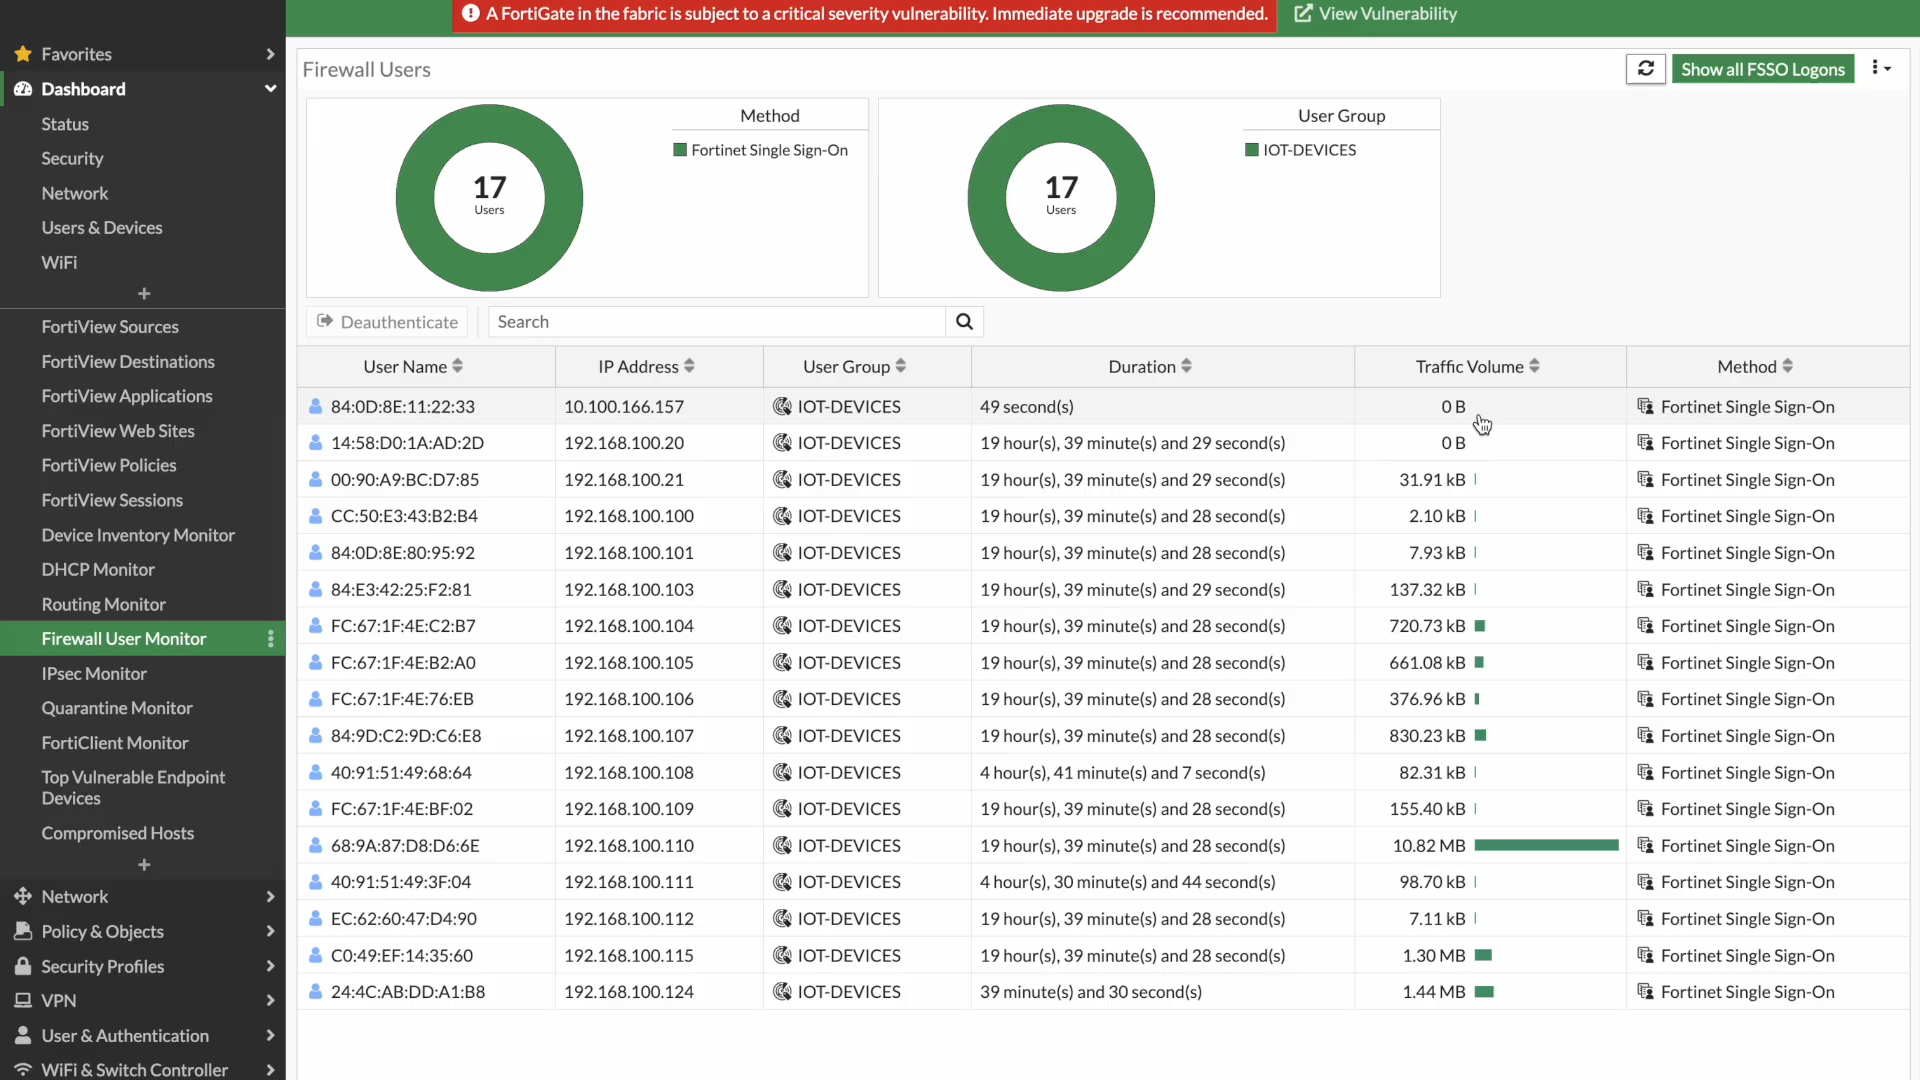 A FortiGate in the fabric is subject to a critical severity vulnerability. Immediate upgrade is recommended. View Vulnerability
Favorites
Dashboard
Status
Security
Network
Users & Devices
WiFi
+
FortiView Sources
FortiView Destinations
FortiView Applications
FortiView Web Sites
FortiView Policies
FortiView Sessions
Device Inventory Monitor
DHCP Monitor
Routing Monitor
Firewall User Monitor
IPsec Monitor
Quarantine Monitor
FortiClient Monitor
Top Vulnerable Endpoint
Devices
Compromised Hosts
+
Network
Policy & Objects
Security Profiles
VPN
User & Authentication
WiFi & Switch Controller
Firewall Users
Show all FSSO Logons
Method
Fortinet Single Sign-On
17
Users
User Group
IOT-DEVICES
17
Users
Deauthenticate
Search
User Name IP Address User Group Duration Traffic Volume Method
84:0D:8E:11:22:33 10.100.166.157 IOT-DEVICES 49 second(s) 0 B Fortinet Single Sign-On
14:58:D0:1A:AD:2D 192.168.100.20 IOT-DEVICES 19 hour(s), 39 minute(s) and 29 second(s) 0 B Fortinet Single Sign-On
00:90:A9:BC:D7:85 192.168.100.21 IOT-DEVICES 19 hour(s), 39 minute(s) and 29 second(s) 31.91 kB Fortinet Single Sign-On
CC:50:E3:43:B2:B4 192.168.100.100 IOT-DEVICES 19 hour(s), 39 minute(s) and 28 second(s) 2.10 kB Fortinet Single Sign-On
84:0D:8E:80:95:92 192.168.100.101 IOT-DEVICES 19 hour(s), 39 minute(s) and 28 second(s) 7.93 kB Fortinet Single Sign-On
84:E3:42:25:F2:81 192.168.100.103 IOT-DEVICES 19 hour(s), 39 minute(s) and 29 second(s) 137.32 kB Fortinet Single Sign-On
FC:67:1F:4E:C2:B7 192.168.100.104 IOT-DEVICES 19 hour(s), 39 minute(s) and 28 second(s) 720.73 kB Fortinet Single Sign-On
FC:67:1F:4E:B2:A0 192.168.100.105 IOT-DEVICES 19 hour(s), 39 minute(s) and 28 second(s) 661.08 kB Fortinet Single Sign-On
FC:67:1F:4E:76:EB 192.168.100.106 IOT-DEVICES 19 hour(s), 39 minute(s) and 28 second(s) 376.96 kB Fortinet Single Sign-On
84:9D:C2:9D:C6:E8 192.168.100.107 IOT-DEVICES 19 hour(s), 39 minute(s) and 28 second(s) 830.23 kB Fortinet Single Sign-On
40:91:51:49:68:64 192.168.100.108 IOT-DEVICES 4 hour(s), 41 minute(s) and 7 second(s) 82.31 kB Fortinet Single Sign-On
FC:67:1F:4E:BF:02 192.168.100.109 IOT-DEVICES 19 hour(s), 39 minute(s) and 28 second(s) 155.40 kB Fortinet Single Sign-On
68:9A:87:D8:D6:6E 192.168.100.110 IOT-DEVICES 19 hour(s), 39 minute(s) and 28 second(s) 10.82 MB Fortinet Single Sign-On
40:91:51:49:3F:04 192.168.100.111 IOT-DEVICES 4 hour(s), 30 minute(s) and 44 second(s) 98.70 kB Fortinet Single Sign-On
EC:62:60:47:D4:90 192.168.100.112 IOT-DEVICES 19 hour(s), 39 minute(s) and 28 second(s) 7.11 kB Fortinet Single Sign-On
C0:49:EF:14:35:60 192.168.100.115 IOT-DEVICES 19 hour(s), 39 minute(s) and 28 second(s) 1.30 MB Fortinet Single Sign-On
24:4C:AB:DD:A1:B8 192.168.100.124 IOT-DEVICES 39 minute(s) and 30 second(s) 1.44 MB Fortinet Single Sign-On